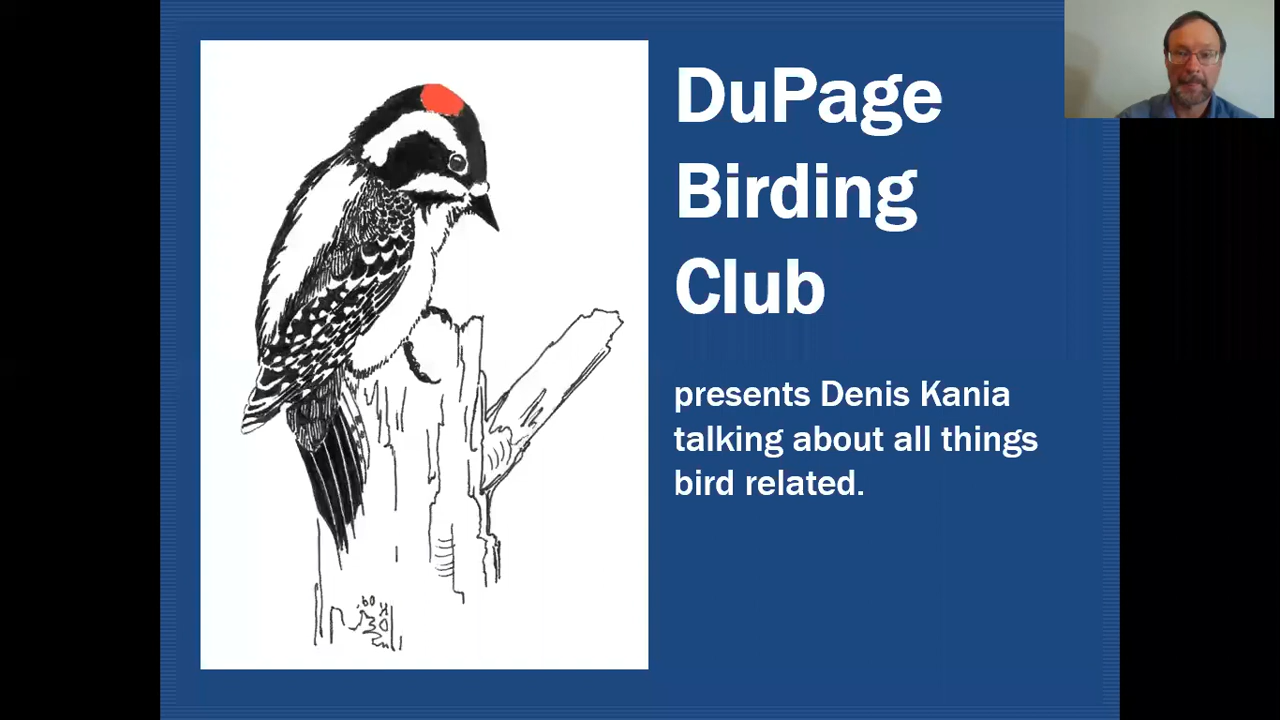 DuPage
Birding
Club
presents Denis Kania
talking about all things
bird related.